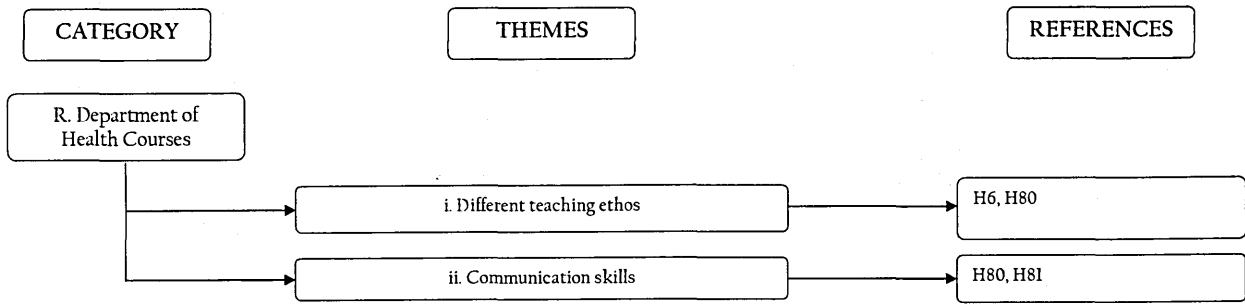 CATEGORY
THEMES
REFERENCES
R. Department of
Health Courses
i. Different teaching ethos
H6, H80
ii. Communication skills
H80, H81